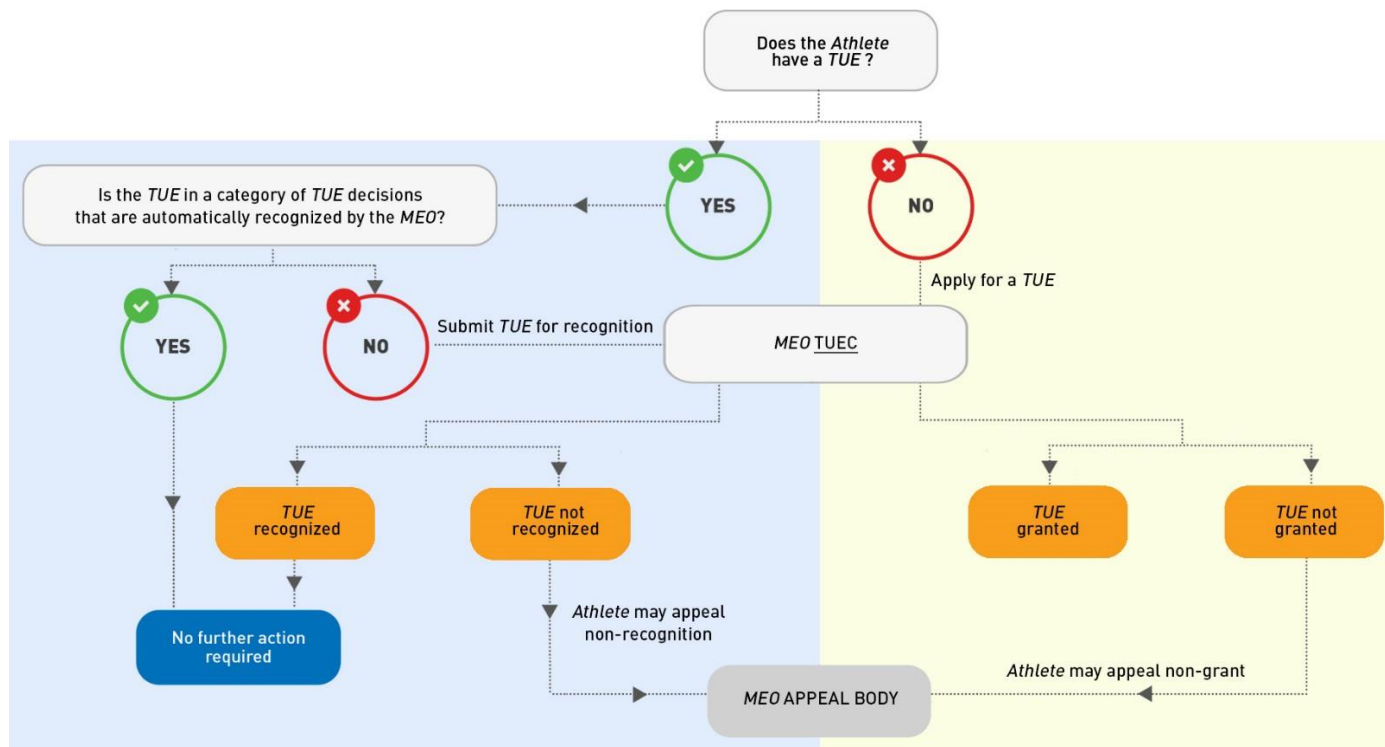 Does the Athlete
have a TUE ?
YES
NO
Is the TUE in a category of TUE decisions
that are automatically recognized by the MEO?
Apply for a TUE
YES
NO
Submit TUE for recognition
MEO TUEC
TUE
recognized
TUE not
recognized
TUE
granted
TUE not
granted
No further action
required
Athlete may appeal
non-recognition
Athlete may appeal non-grant
MEO APPEAL BODY